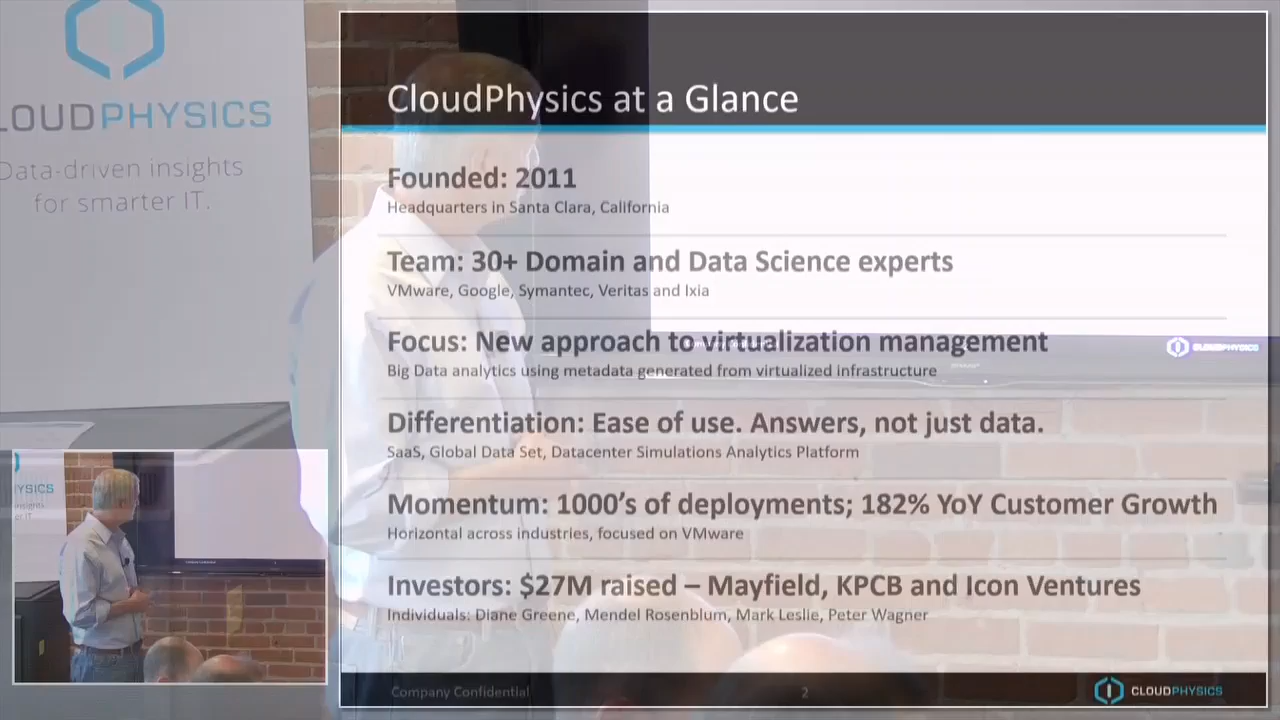 LOUDPHYSICS
Data-driven insights
for smarter IT.
CloudPhysics at a Glance
Founded: 2011
Headquarters in Santa Clara, California
Team: 30+ Domain and Data Science experts
VMware, Google, Symantec, Veritas and Ixia
Focus: New approach to virtualization management
Big Data analytics using metadata generated from virtualized infrastructure
CLOUDPHYSICS
Differentiation: Ease of use. Answers, not just data.
SaaS, Global Data Set, Datacenter Simulations Analytics Platform
Momentum: 1000's of deployments; 182% YoY Customer Growth
Horizontal across industries, focused on VMware
Investors: $27M raised – Mayfield, KPCB and Icon Ventures
Individuals: Diane Greene, Mendel Rosenblum, Mark Leslie, Peter Wagner
Company Confidential
2
CLOUDPHYSICS
YSICS
insights
er IT.